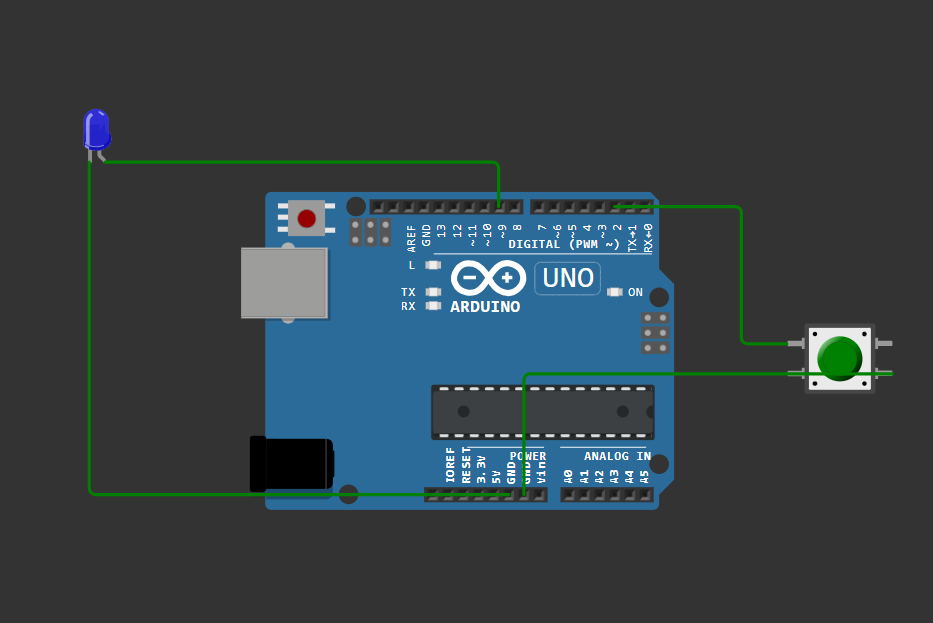 AREF
GND
13
12
~11
~10
~9
8
7
~6
~5
4
~3
2
TX→1
RX←0
DIGITAL (PWM ~)
L
TX
RX
UNO
ON
ARDUINO
POWER
ANALOG IN
IOREF
RESET
3.3V
5V
GND
GND
Vin
A0
A1
A2
A3
A4
A5